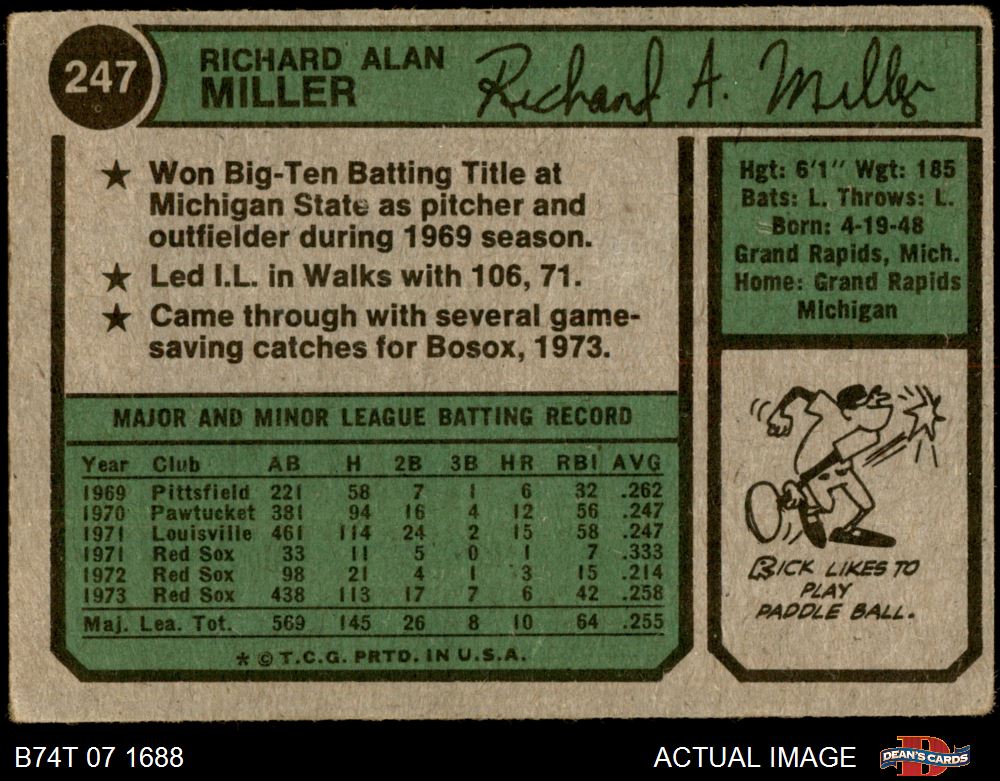 247
RICHARD ALAN
MILLER
Richard A. Miller
★ Won Big-Ten Batting Title at
Michigan State as pitcher and
outfielder during 1969 season.
★ Led I.L. in Walks with 106, 71.
★ Came through with several game-
saving catches for Bosox, 1973.
Hgt: 6'1" Wgt: 185
Bats: L. Throws: L.
Born: 4-19-48
Grand Rapids, Mich.
Home: Grand Rapids
Michigan
MAJOR AND MINOR LEAGUE BATTING RECORD
Year Club AB H 2B 3B HR RBI AVG
1969 Pittsfield 221 58 7 1 6 32 .262
1970 Pawtucket 381 94 16 4 12 56 .247
1971 Louisville 461 114 24 2 15 58 .247
1971 Red Sox 33 11 5 0 1 7 .333
1972 Red Sox 98 21 4 1 3 15 .214
1973 Red Sox 438 113 17 7 6 42 .258
Maj. Lea. Tot. 569 145 26 8 10 64 .255
* © T.C.G. PRTD. IN U.S.A.
RICK LIKES TO
PLAY
PADDLE BALL.
B74T 07 1688
ACTUAL IMAGE
DEAN'S CARDS